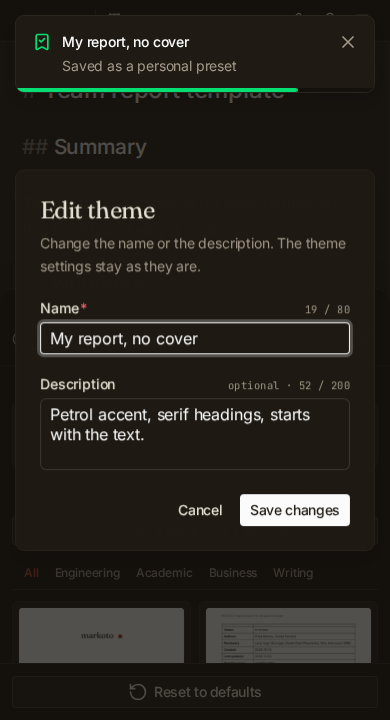 My report, no cover
Saved as a personal preset
# Team report template
## Summary
Edit theme
Change the name or the description. The theme
settings stay as they are.
Name*
19 / 80
My report, no cover
Description
optional · 52 / 200
Petrol accent, serif headings, starts
with the text.
Cancel
Save changes
All
Engineering
Academic
Business
Writing
markoto
Reset to defaults